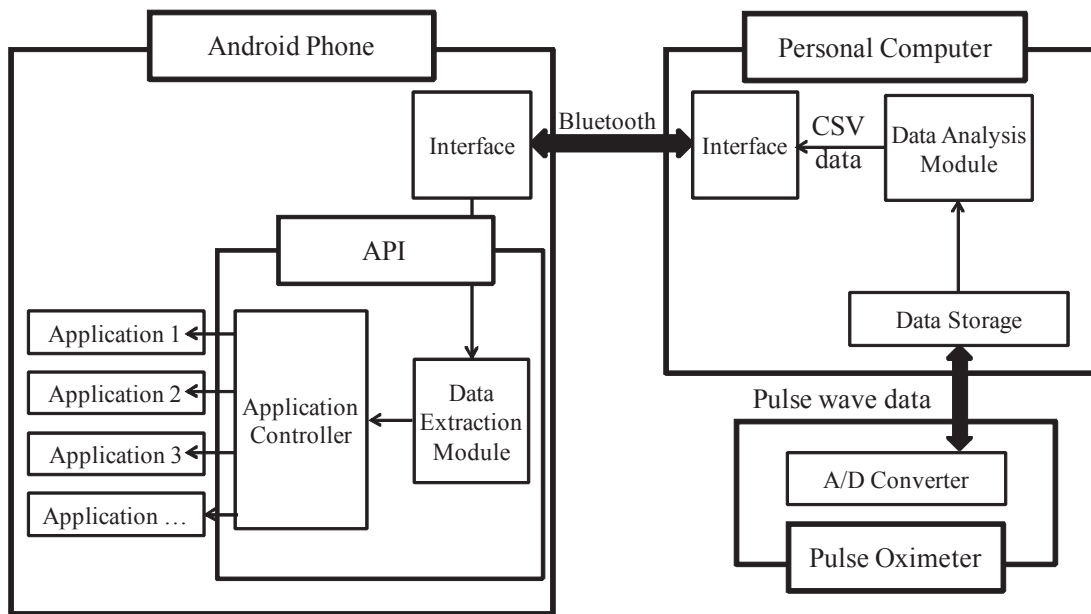 Android Phone
Interface
API
Application 1
Application 2
Application 3
Application …
Application
Controller
Data
Extraction
Module
Bluetooth
Personal Computer
Interface
CSV
data
Data Analysis
Module
Data Storage
Pulse wave data
A/D Converter
Pulse Oximeter